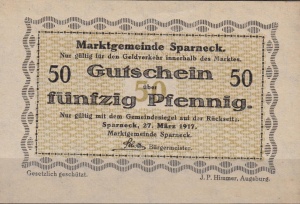 Marktgemeinde Sparneck.
Nur gültig für den Geldverkehr innerhalb des Marktes.
50 Gutschein 50
über
50
fünfzig Pfennig.
Nur gültig mit dem Gemeindesiegel auf der Rückseite.
Sparneck, 27. März 1917.
Marktgemeinde Sparneck.
Bürgermeister.
Gesetzlich geschützt.
J. P. Himmer, Augsburg.